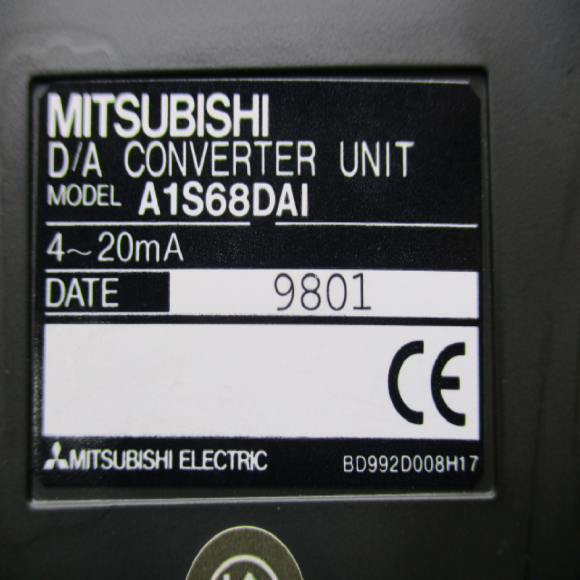 MITSUBISHI
D/A CONVERTER UNIT
MODEL A1S68DAI
4~20mA
DATE 9801
CE
MITSUBISHI ELECTRIC BD992D008H17